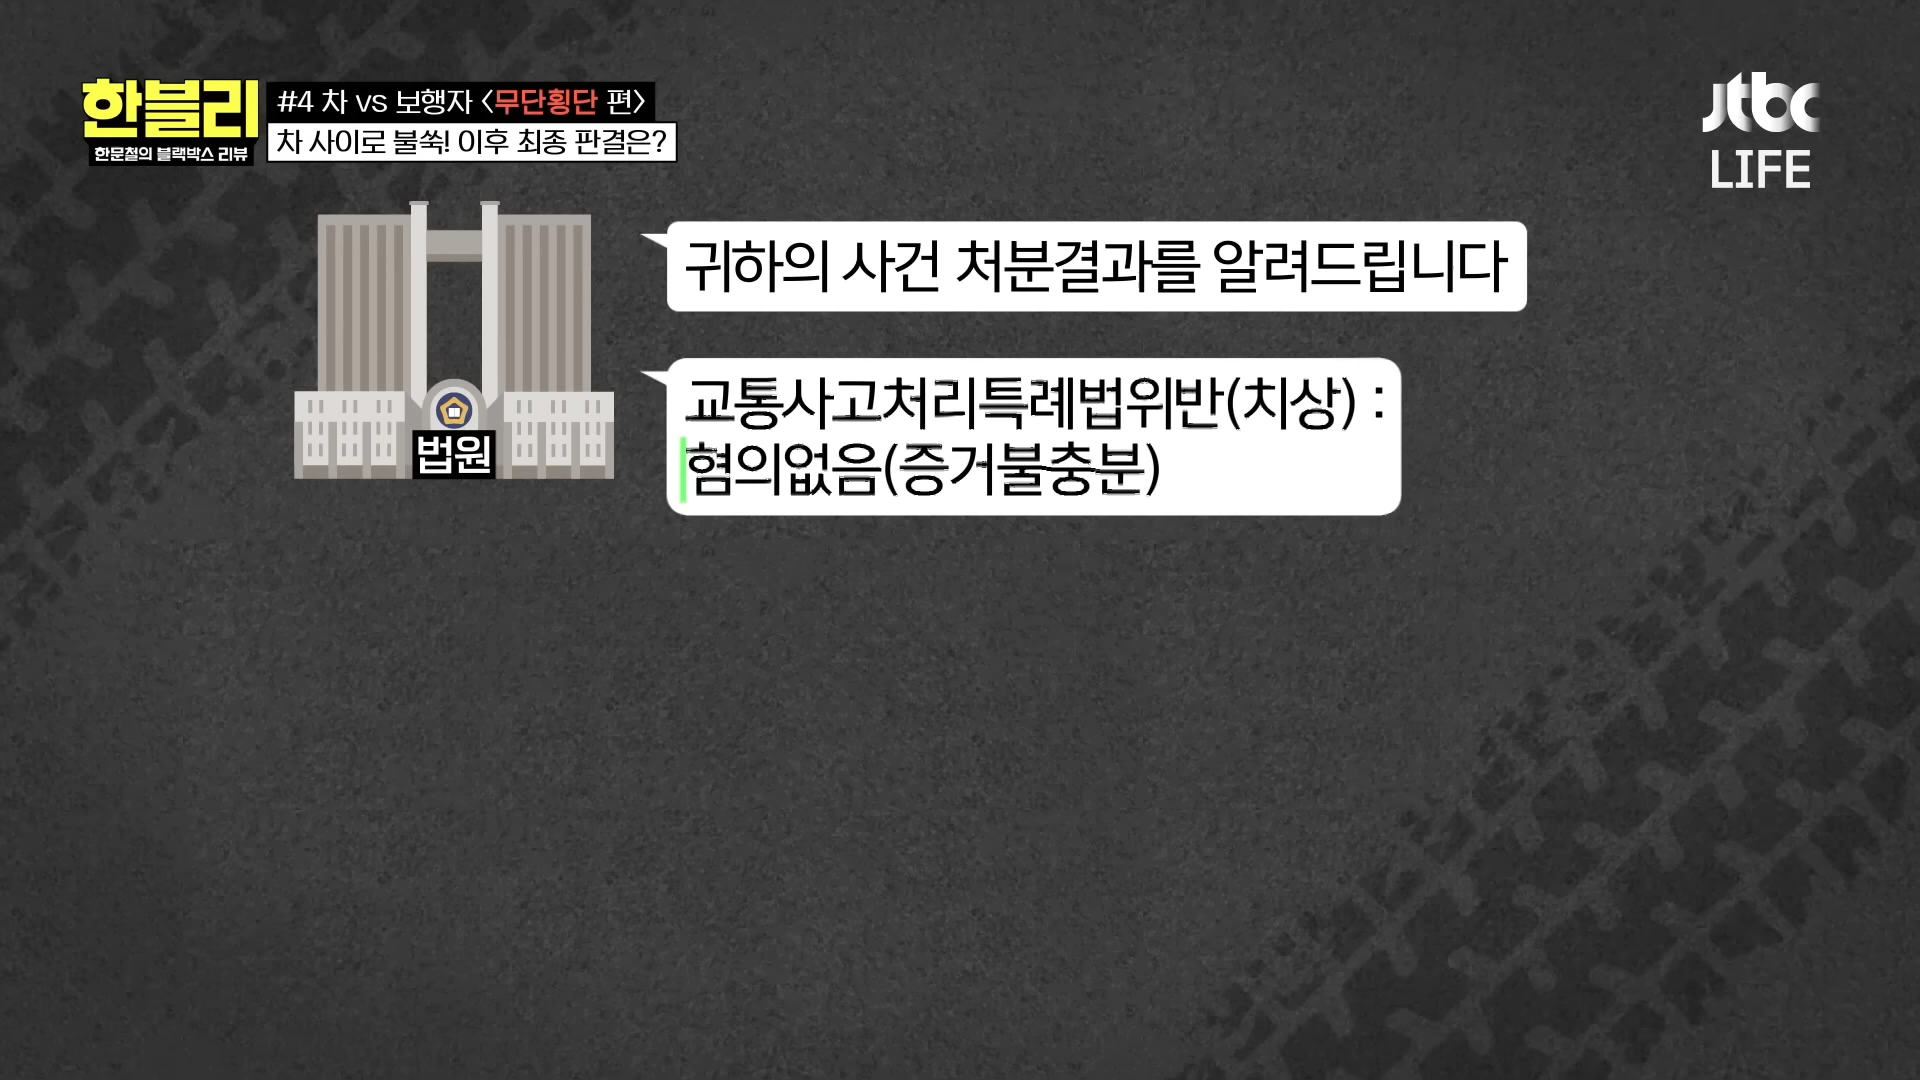 한블리
한문철의 블랙박스 리뷰
#4 차 vs 보행자 <무단횡단 편>
차 사이로 불쑥! 이후 최종 판결은?
jtbc
LIFE
귀하의 사건 처분결과를 알려드립니다
교통사고처리특례법위반(치상) :
혐의없음(증거불충분)
법원